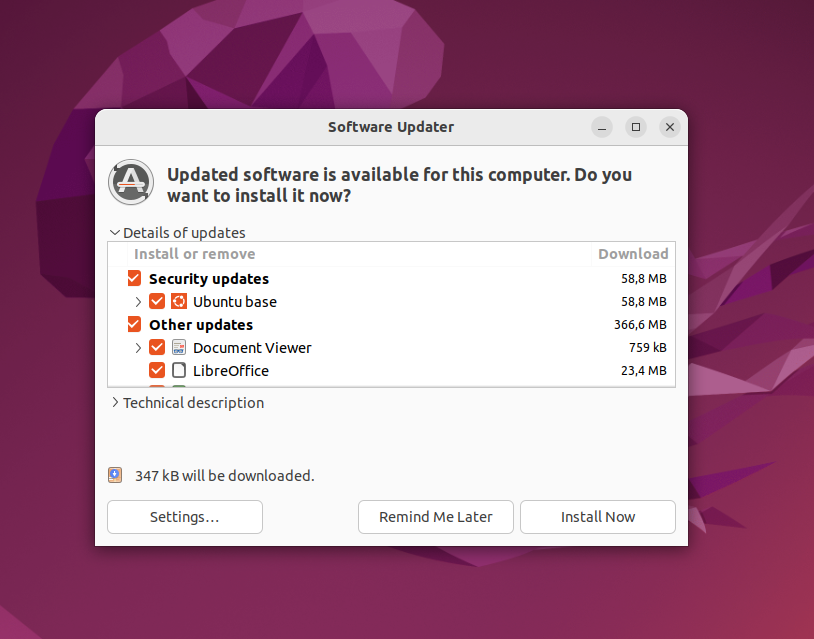 Software Updater
Updated software is available for this computer. Do you
want to install it now?
Details of updates
Install or remove Download
Security updates 58,8 MB
Ubuntu base 58,8 MB
Other updates 366,6 MB
Document Viewer 759 kB
LibreOffice 23,4 MB
Technical description
347 kB will be downloaded.
Settings... Remind Me Later Install Now